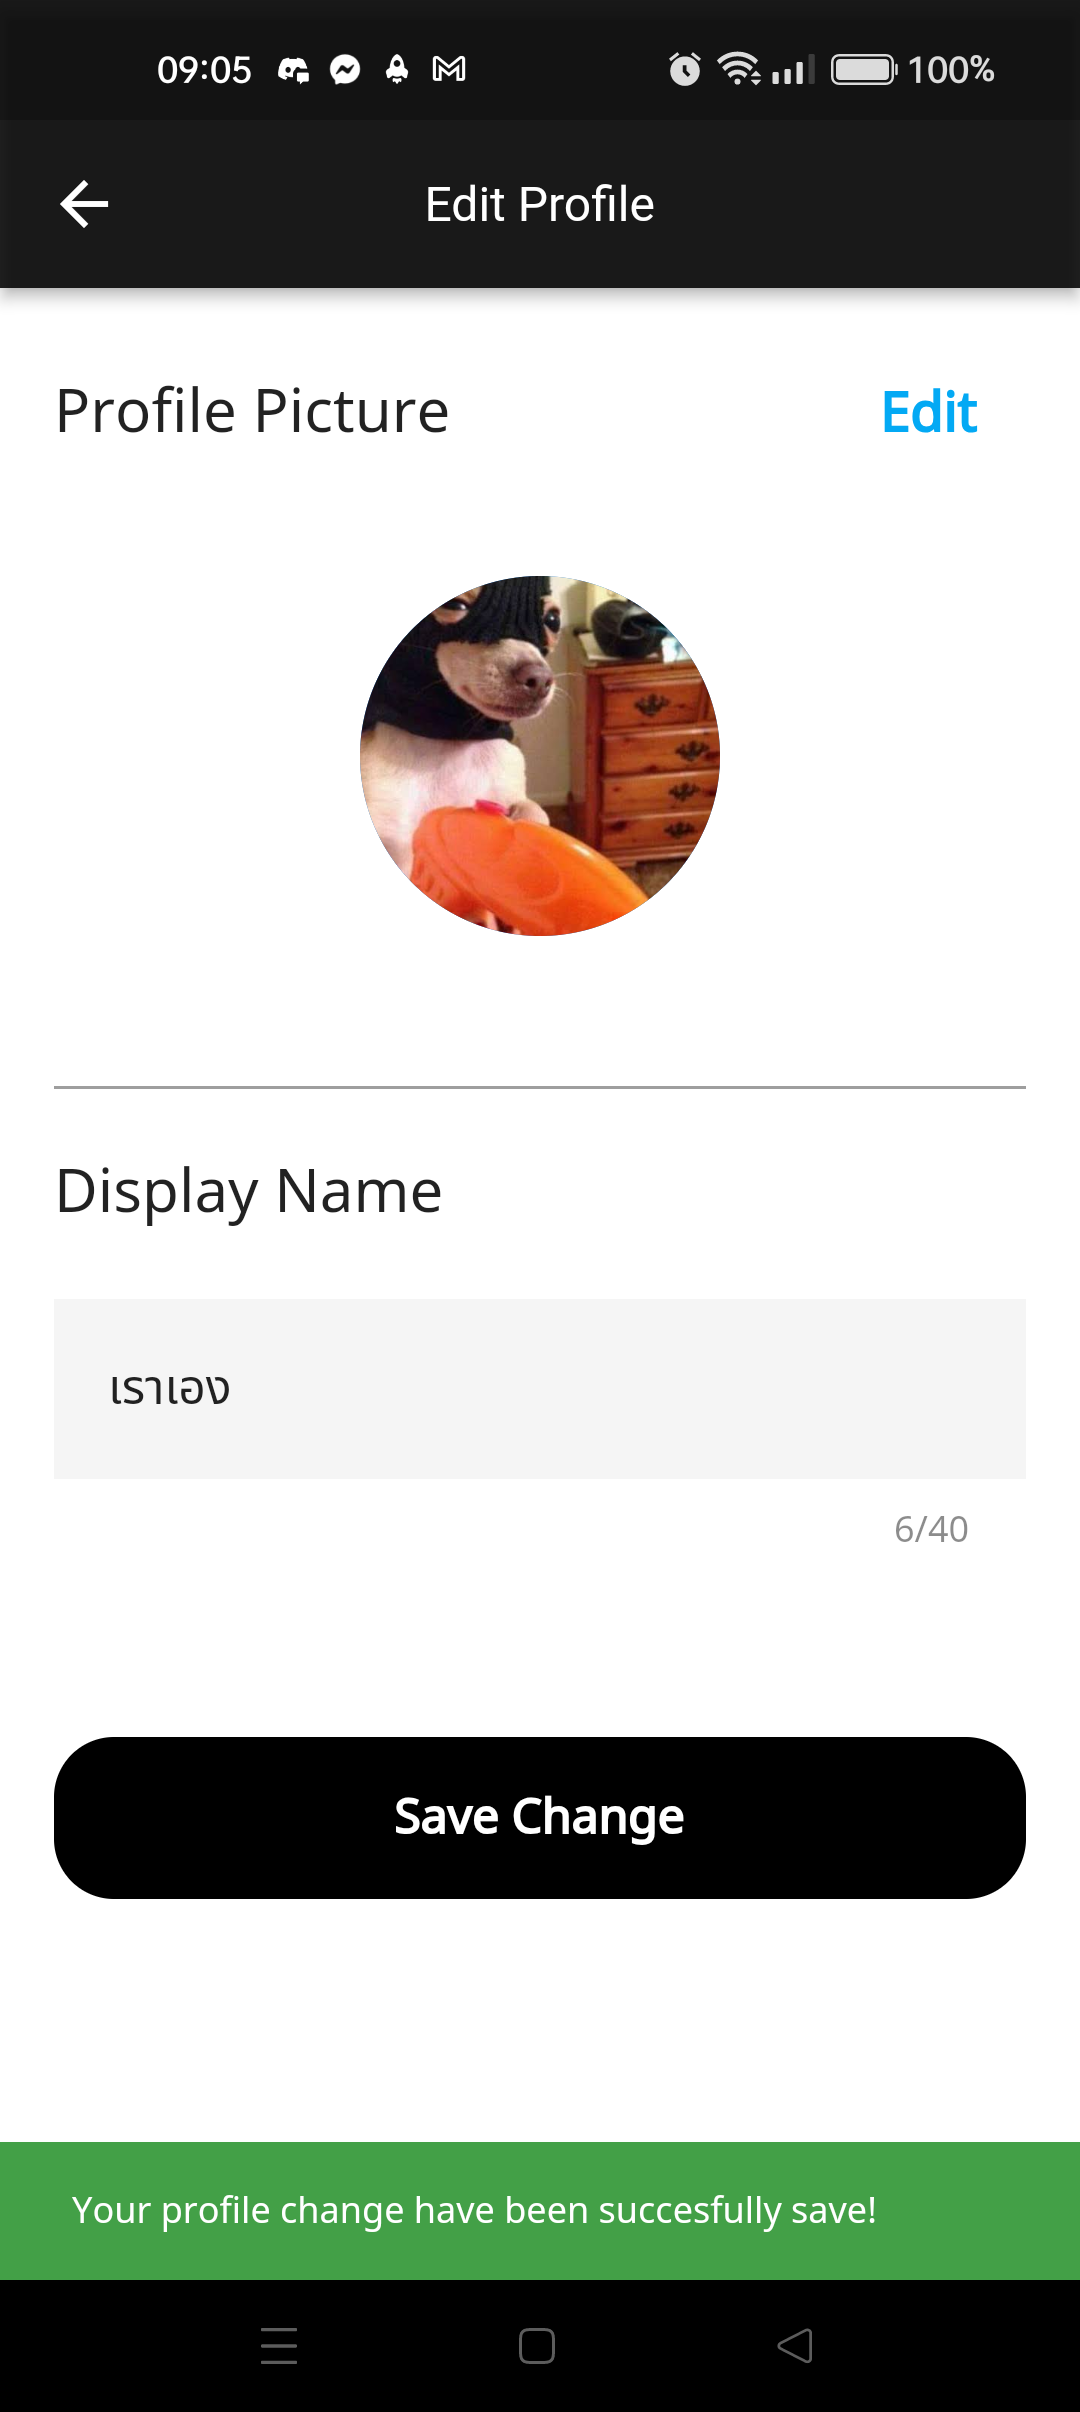 09:05
100%
Edit Profile
Profile Picture
Edit
Display Name
เราเอง
6/40
Save Change
Your profile change have been succesfully save!